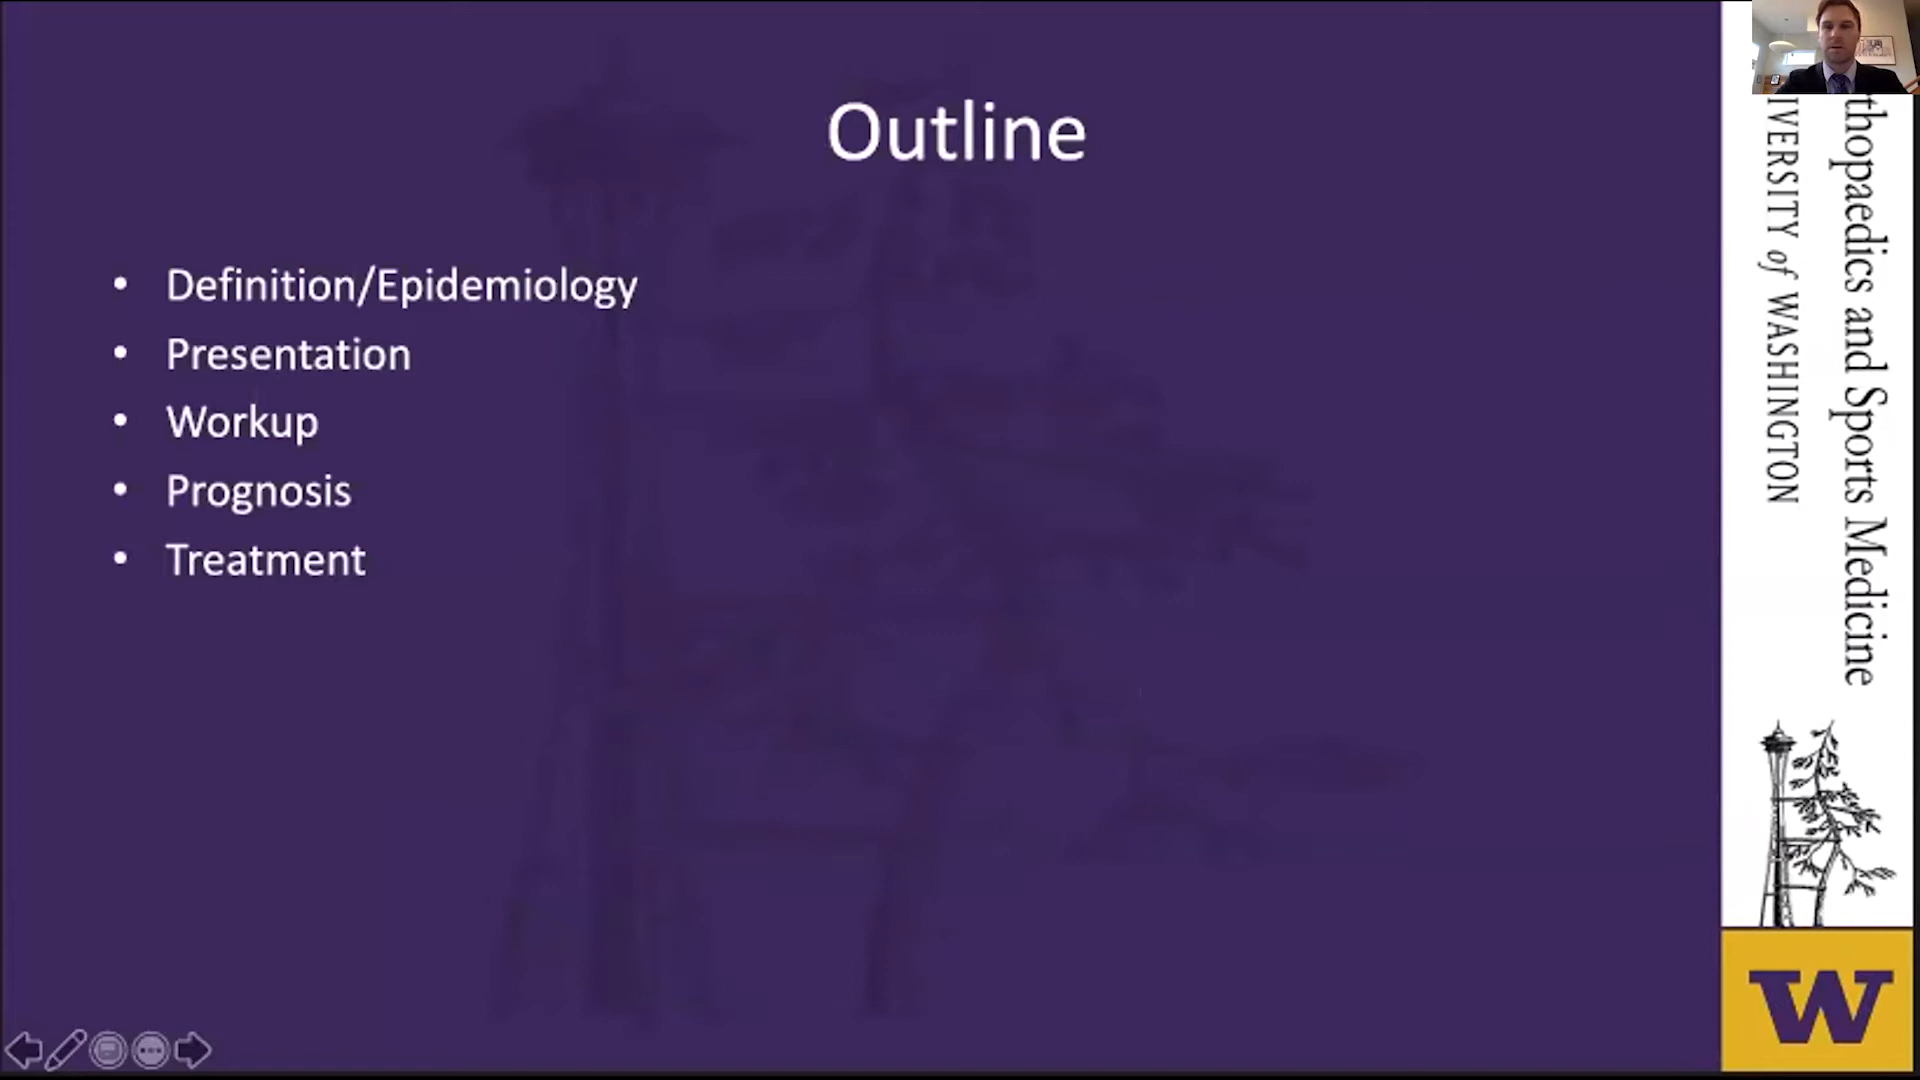 Outline
• Definition/Epidemiology
• Presentation
• Workup
• Prognosis
• Treatment
thopaedics and Sports Medicine
IVERSITY of WASHINGTON
W